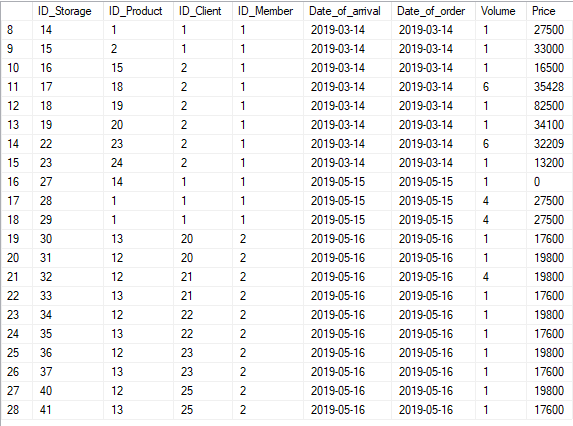 ID_Storage ID_Product ID_Client ID_Member Date_of_arrival Date_of_order Volume Price
8 14 1 1 1 2019-03-14 2019-03-14 1 27500
9 15 2 1 1 2019-03-14 2019-03-14 1 33000
10 16 15 2 1 2019-03-14 2019-03-14 1 16500
11 17 18 2 1 2019-03-14 2019-03-14 6 35428
12 18 19 2 1 2019-03-14 2019-03-14 1 82500
13 19 20 2 1 2019-03-14 2019-03-14 1 34100
14 22 23 2 1 2019-03-14 2019-03-14 6 32209
15 23 24 2 1 2019-03-14 2019-03-14 1 13200
16 27 14 1 1 2019-05-15 2019-05-15 1 0
17 28 1 1 1 2019-05-15 2019-05-15 4 27500
18 29 1 1 1 2019-05-15 2019-05-15 4 27500
19 30 13 20 2 2019-05-16 2019-05-16 1 17600
20 31 12 20 2 2019-05-16 2019-05-16 1 19800
21 32 12 21 2 2019-05-16 2019-05-16 4 19800
22 33 13 21 2 2019-05-16 2019-05-16 1 17600
23 34 12 22 2 2019-05-16 2019-05-16 1 19800
24 35 13 22 2 2019-05-16 2019-05-16 1 17600
25 36 12 23 2 2019-05-16 2019-05-16 1 19800
26 37 13 23 2 2019-05-16 2019-05-16 1 17600
27 40 12 25 2 2019-05-16 2019-05-16 1 19800
28 41 13 25 2 2019-05-16 2019-05-16 1 17600